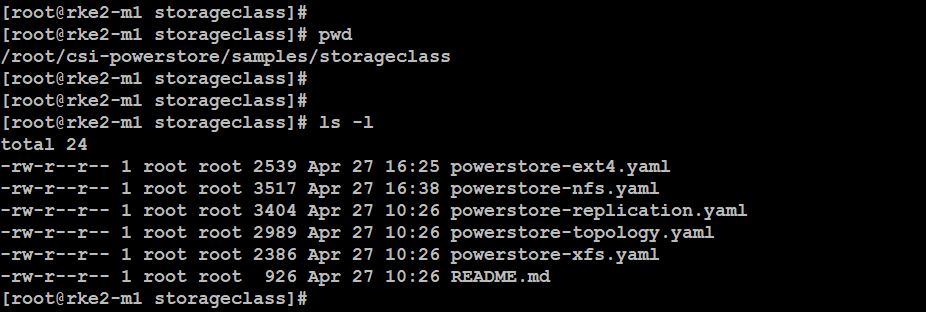 [root@rke2-m1 storageclass]#
[root@rke2-m1 storageclass]# pwd
/root/csi-powerstore/samples/storageclass
[root@rke2-m1 storageclass]#
[root@rke2-m1 storageclass]#
[root@rke2-m1 storageclass]# ls -l
total 24
-rw-r--r-- 1 root root 2539 Apr 27 16:25 powerstore-ext4.yaml
-rw-r--r-- 1 root root 3517 Apr 27 16:38 powerstore-nfs.yaml
-rw-r--r-- 1 root root 3404 Apr 27 10:26 powerstore-replication.yaml
-rw-r--r-- 1 root root 2989 Apr 27 10:26 powerstore-topology.yaml
-rw-r--r-- 1 root root 2386 Apr 27 10:26 powerstore-xfs.yaml
-rw-r--r-- 1 root root  926 Apr 27 10:26 README.md
[root@rke2-m1 storageclass]#